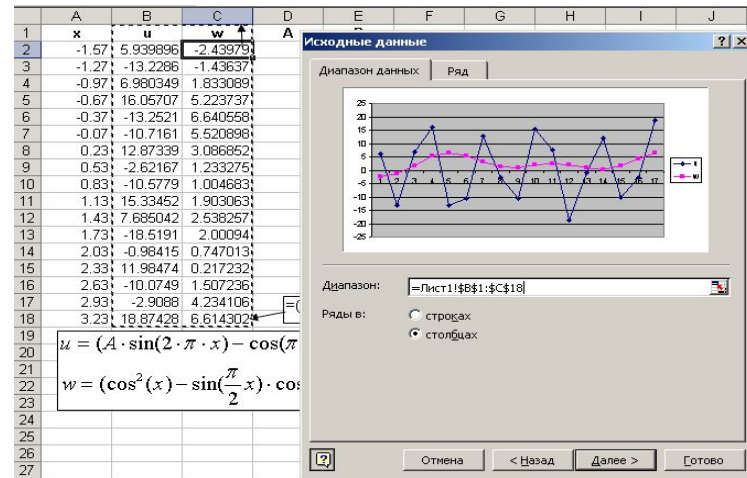 A B C D E F G H I J
1 x u w A
2 -1.57 5.939896 -2.43979
3 -1.27 -13.2286 -1.43637
4 -0.97 6.980349 1.833089
5 -0.67 16.05707 5.223737
6 -0.37 -13.2521 6.640558
7 -0.07 -10.7161 5.520898
8 0.23 12.87339 3.086852
9 0.53 -2.62167 1.233275
10 0.83 -10.5779 1.004683
11 1.13 15.33452 1.903063
12 1.43 7.685042 2.538257
13 1.73 -18.5191 2.00094
14 2.03 -0.98415 0.747013
15 2.33 11.98474 0.217232
16 2.63 -10.0749 1.507236
17 2.93 -2.9088 4.234106 =(
18 3.23 18.87428 6.614302
19
20
21
22
23
24
25
26
27
u = (A · sin(2 · π · x) − cos(π
w = (cos²(x) − sin(π/2 x) · cos
Исходные данные
Диапазон данных Ряд
25
20
15
10
5
0
-5
-10
-15
-20
-25
1 2 3 4 5 6 7 8 9 10 11 12 13 14 15 16 17
u
w
Диапазон: =Лист1!$B$1:$C$18
Ряды в: строках
столбцах
Отмена < Назад Далее > Готово